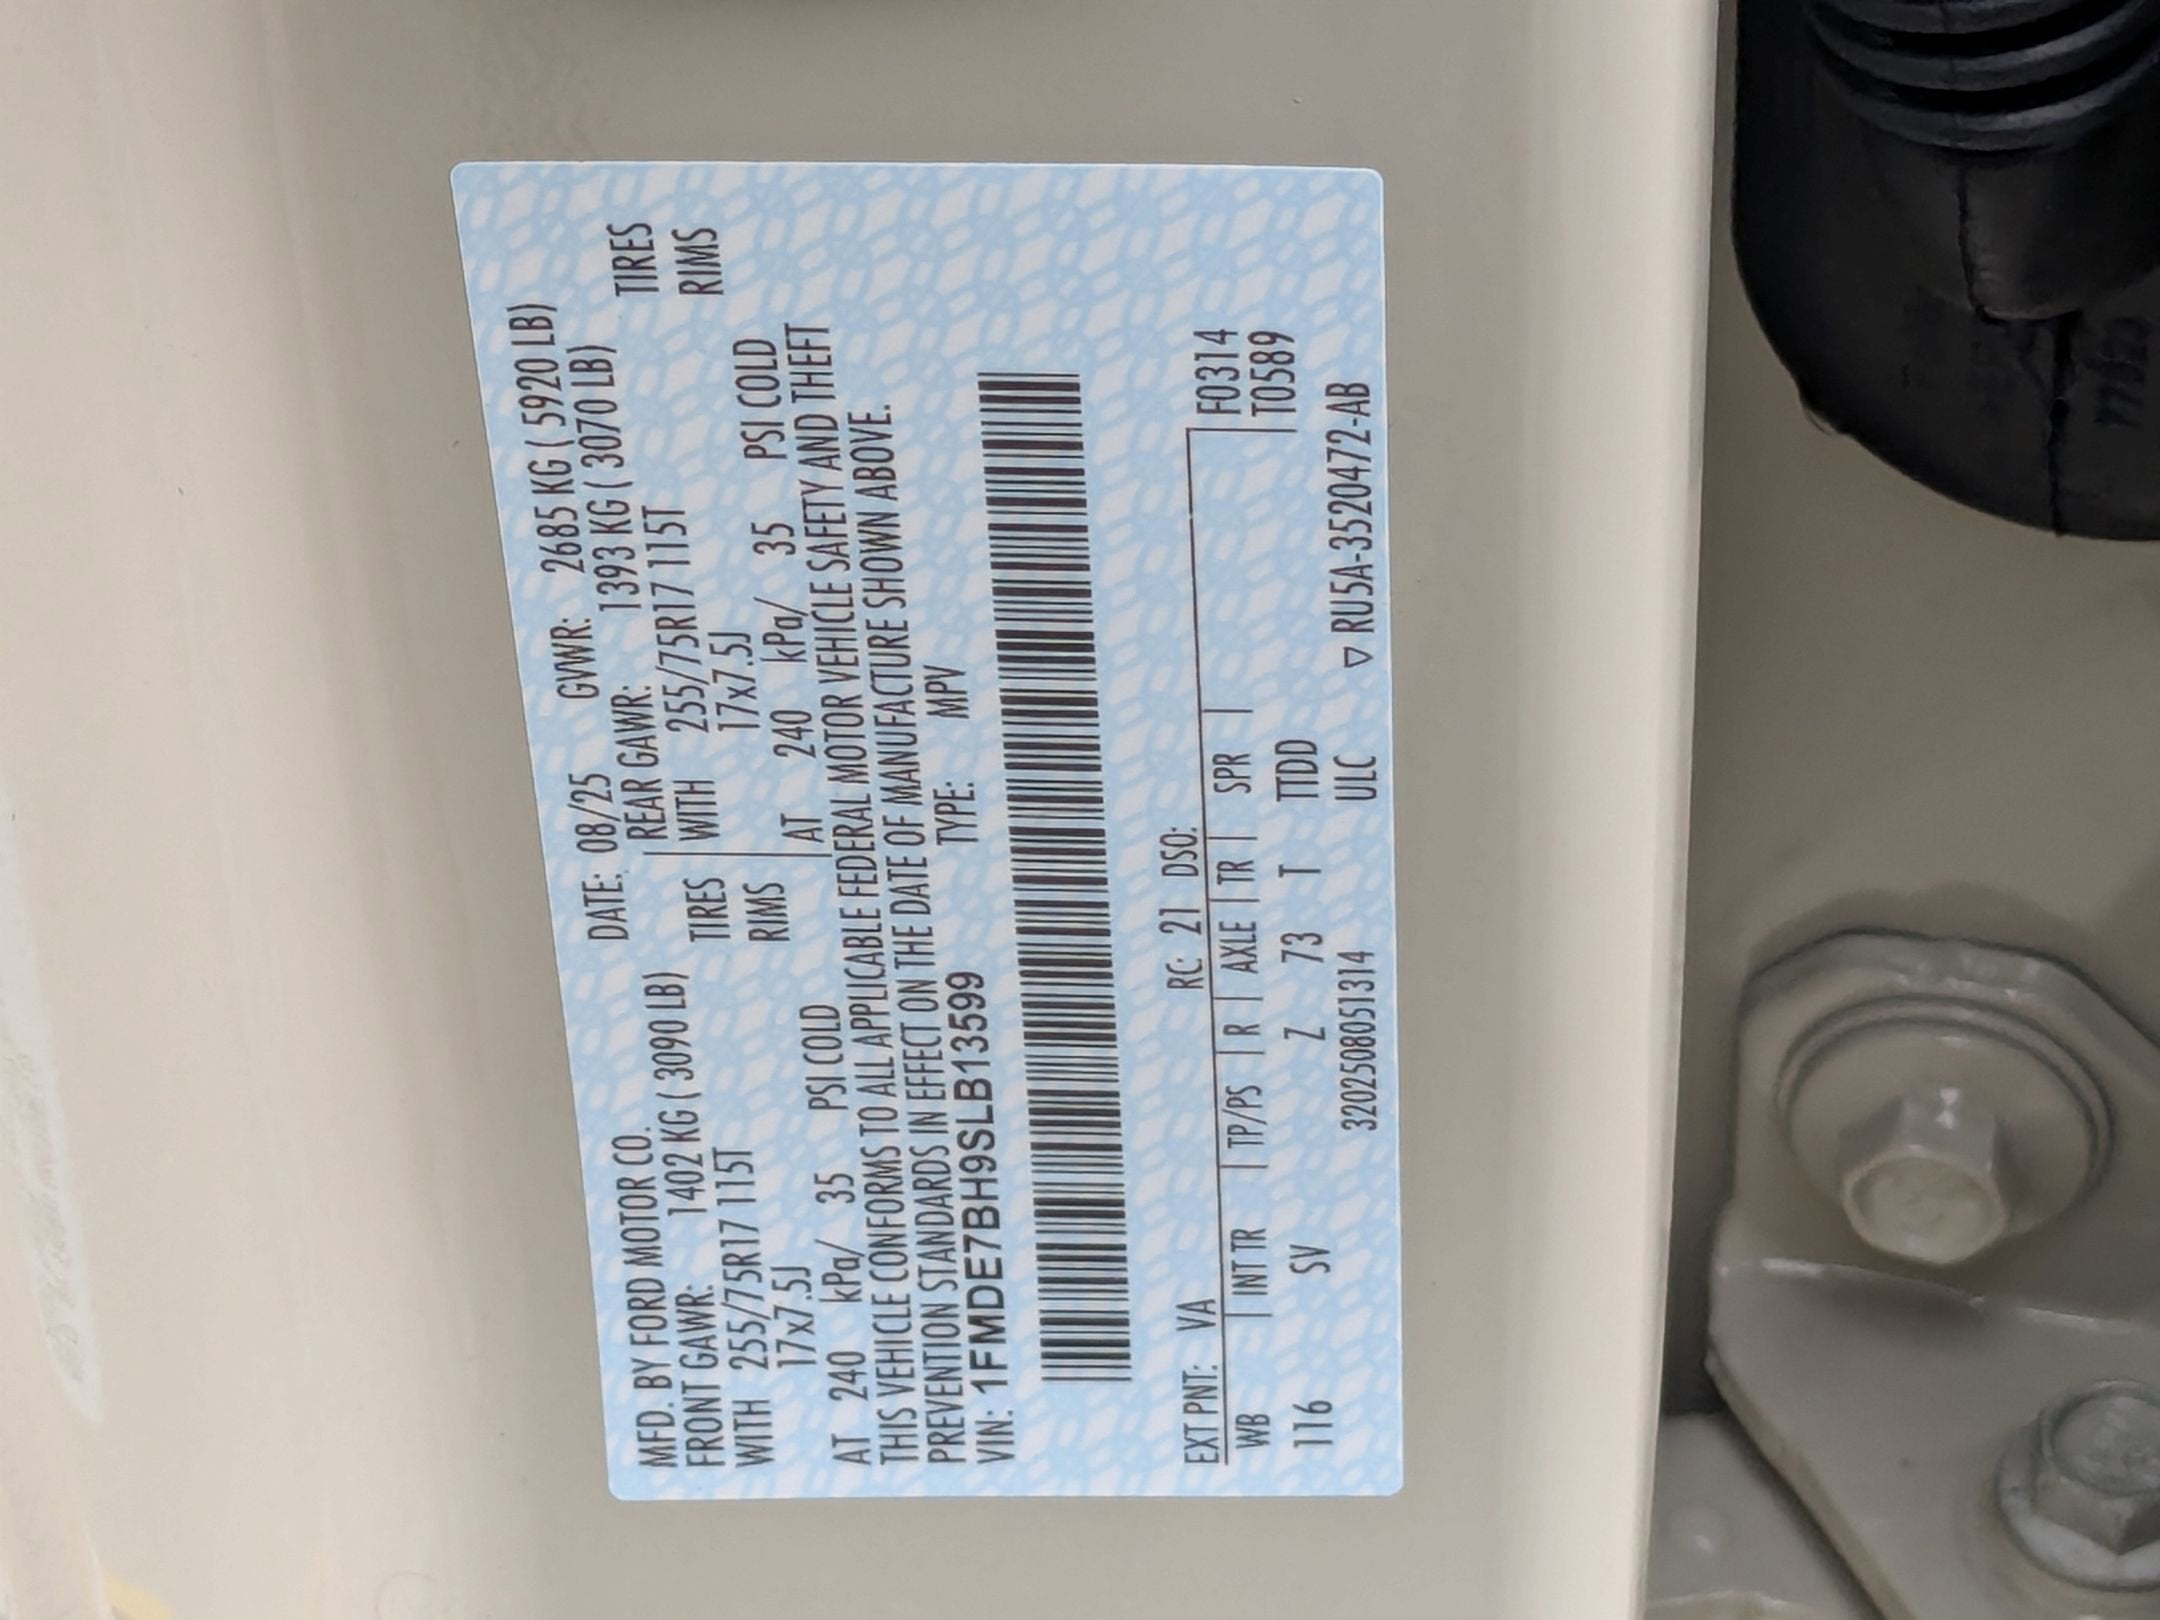 MFD. BY FORD MOTOR CO. DATE: 08/25 GVWR: 2685 KG ( 5920 LB)
FRONT GAWR: 1402 KG ( 3090 LB) REAR GAWR: 1393 KG ( 3070 LB)
WITH 255/75R17 115T TIRES WITH 255/75R17 115T TIRES
17x7.5J RIMS 17x7.5J RIMS
AT 240 kPa/ 35 PSI COLD AT 240 kPa/ 35 PSI COLD
THIS VEHICLE CONFORMS TO ALL APPLICABLE FEDERAL MOTOR VEHICLE SAFETY AND THEFT
PREVENTION STANDARDS IN EFFECT ON THE DATE OF MANUFACTURE SHOWN ABOVE.
VIN: 1FMDE7BH9SLB13599 TYPE: MPV
EXT PNT: VA RC: 21 DSO: F0314
WB INT TR TP/PS R AXLE TR SPR T0589
116 SV Z 73 T TTDD
320250805131​4 ULC ▽ RU5A-3520472-AB